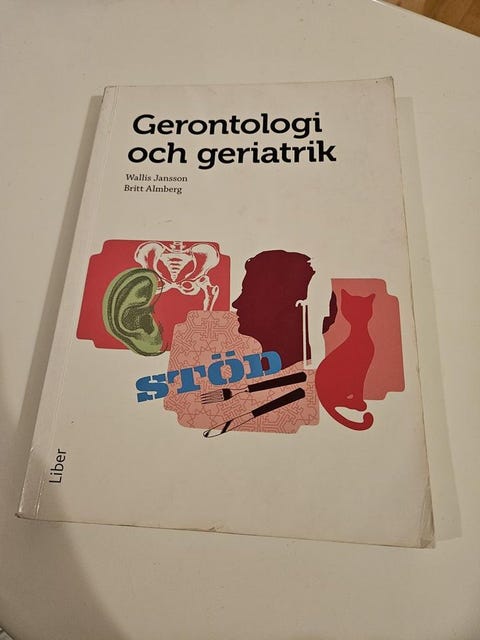 Gerontologi
och geriatrik
Wallis Jansson
Britt Almberg
STÖD
Liber